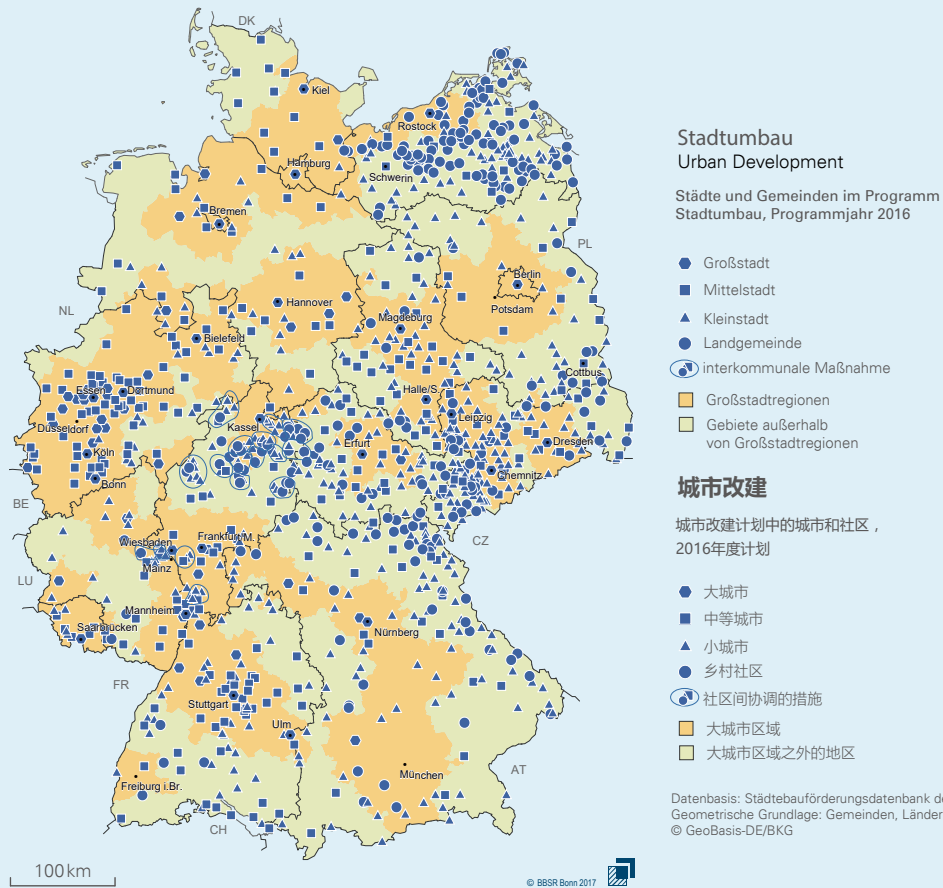 DK
Kiel
Rostock
Hamburg
Schwerin
Bremen
PL
Berlin
Hannover
Potsdam
NL
Magdeburg
Bielefeld
Cottbus
Essen
Dortmund
Halle/S.
Leipzig
Düsseldorf
Kassel
Dresden
Köln
Erfurt
Chemnitz
Bonn
BE
Wiesbaden
Frankfurt/M.
CZ
Mainz
LU
Mannheim
Saarbrücken
Nürnberg
FR
Stuttgart
Ulm
München
AT
Freiburg i.Br.
CH
100 km
© BBSR Bonn 2017
Stadtumbau
Urban Development
Städte und Gemeinden im Programm
Stadtumbau, Programmjahr 2016
Großstadt
Mittelstadt
Kleinstadt
Landgemeinde
interkommunale Maßnahme
Großstadtregionen
Gebiete außerhalb
von Großstadtregionen
城市改建
城市改建计划中的城市和社区，
2016年度计划
大城市
中等城市
小城市
乡村社区
社区间协调的措施
大城市区域
大城市区域之外的地区
Datenbasis: Städtebauförderungsdatenbank de
Geometrische Grundlage: Gemeinden, Länder
© GeoBasis-DE/BKG